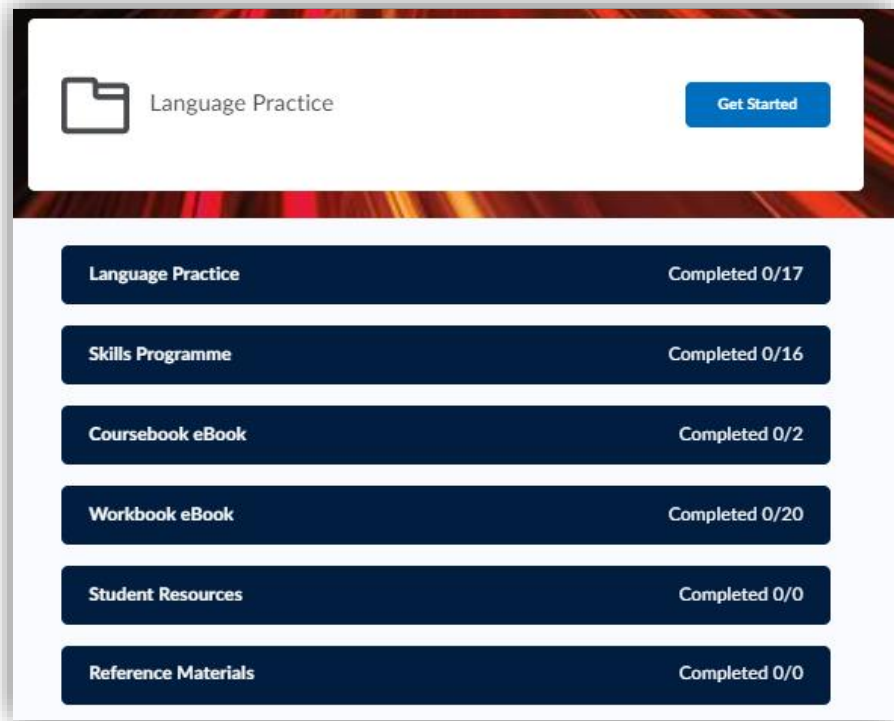 Language Practice
Get Started
Language Practice Completed 0/17
Skills Programme Completed 0/16
Coursebook eBook Completed 0/2
Workbook eBook Completed 0/20
Student Resources Completed 0/0
Reference Materials Completed 0/0